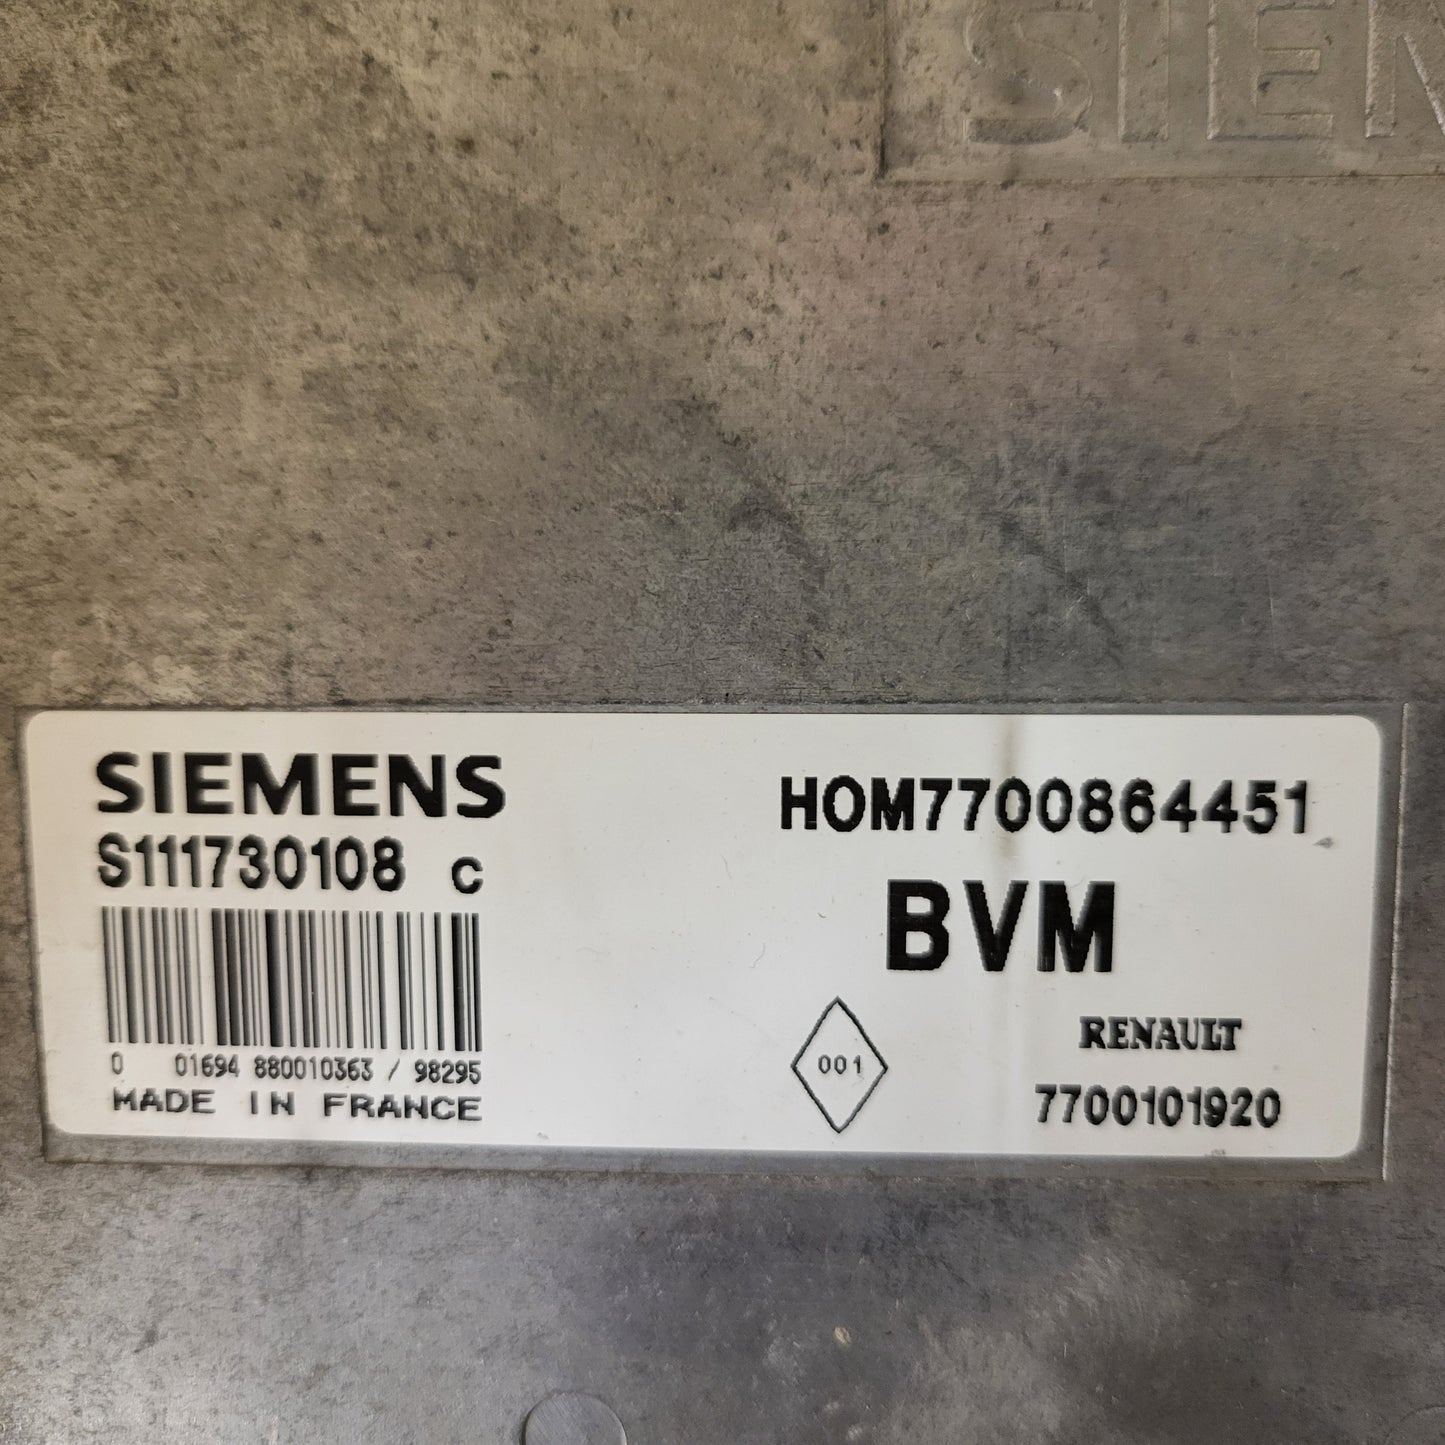 SIEMENS
S111730108 C
0 01694 880010363 / 98295
MADE IN FRANCE
HOM7700864451
BVM
001
RENAULT
7700101920